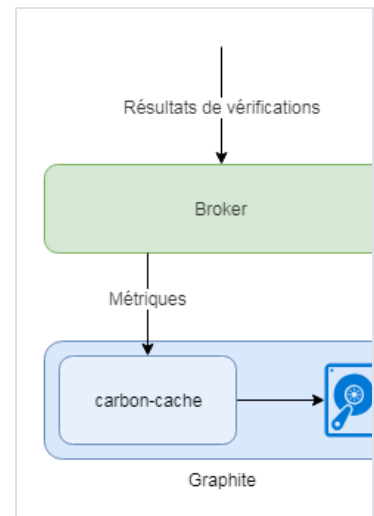 Résultats de vérifications
Broker
Métriques
carbon-cache
Graphite